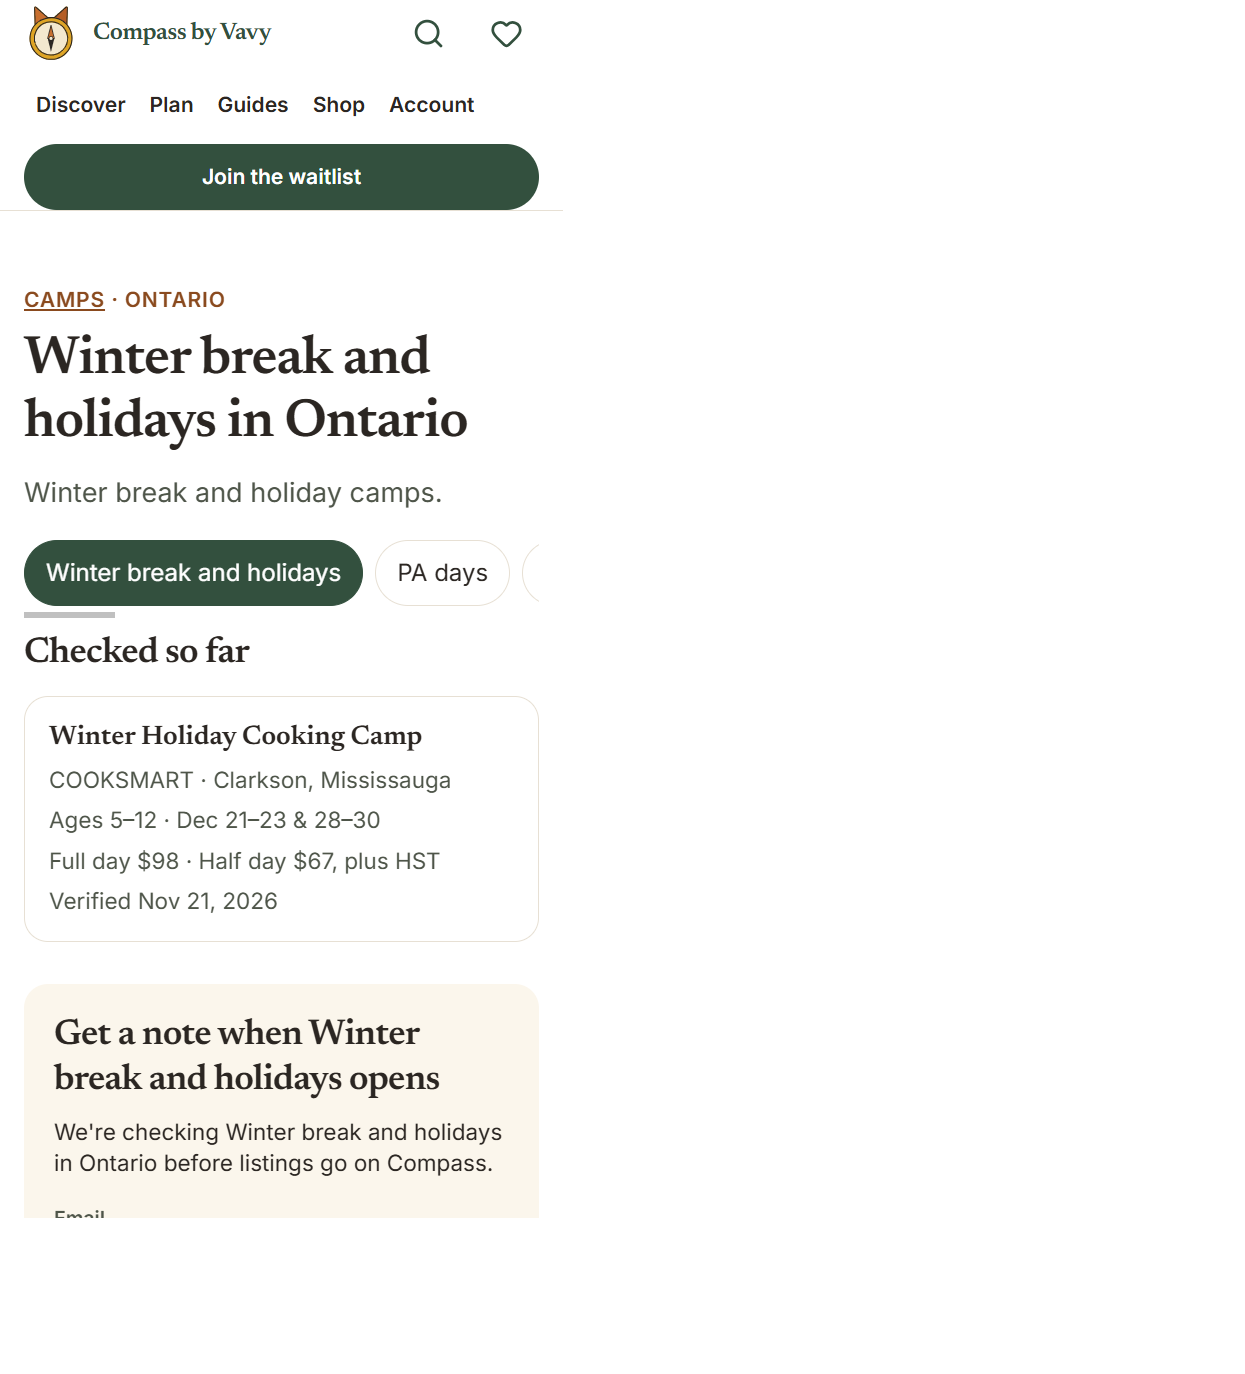 Compass by Vavy
Discover Plan Guides Shop Account
Join the waitlist
CAMPS · ONTARIO
Winter break and
holidays in Ontario
Winter break and holiday camps.
Winter break and holidays PA days
Checked so far
Winter Holiday Cooking Camp
COOKSMART · Clarkson, Mississauga
Ages 5–12 · Dec 21–23 & 28–30
Full day $98 · Half day $67, plus HST
Verified Nov 21, 2026
Get a note when Winter
break and holidays opens
We're checking Winter break and holidays
in Ontario before listings go on Compass.
Email